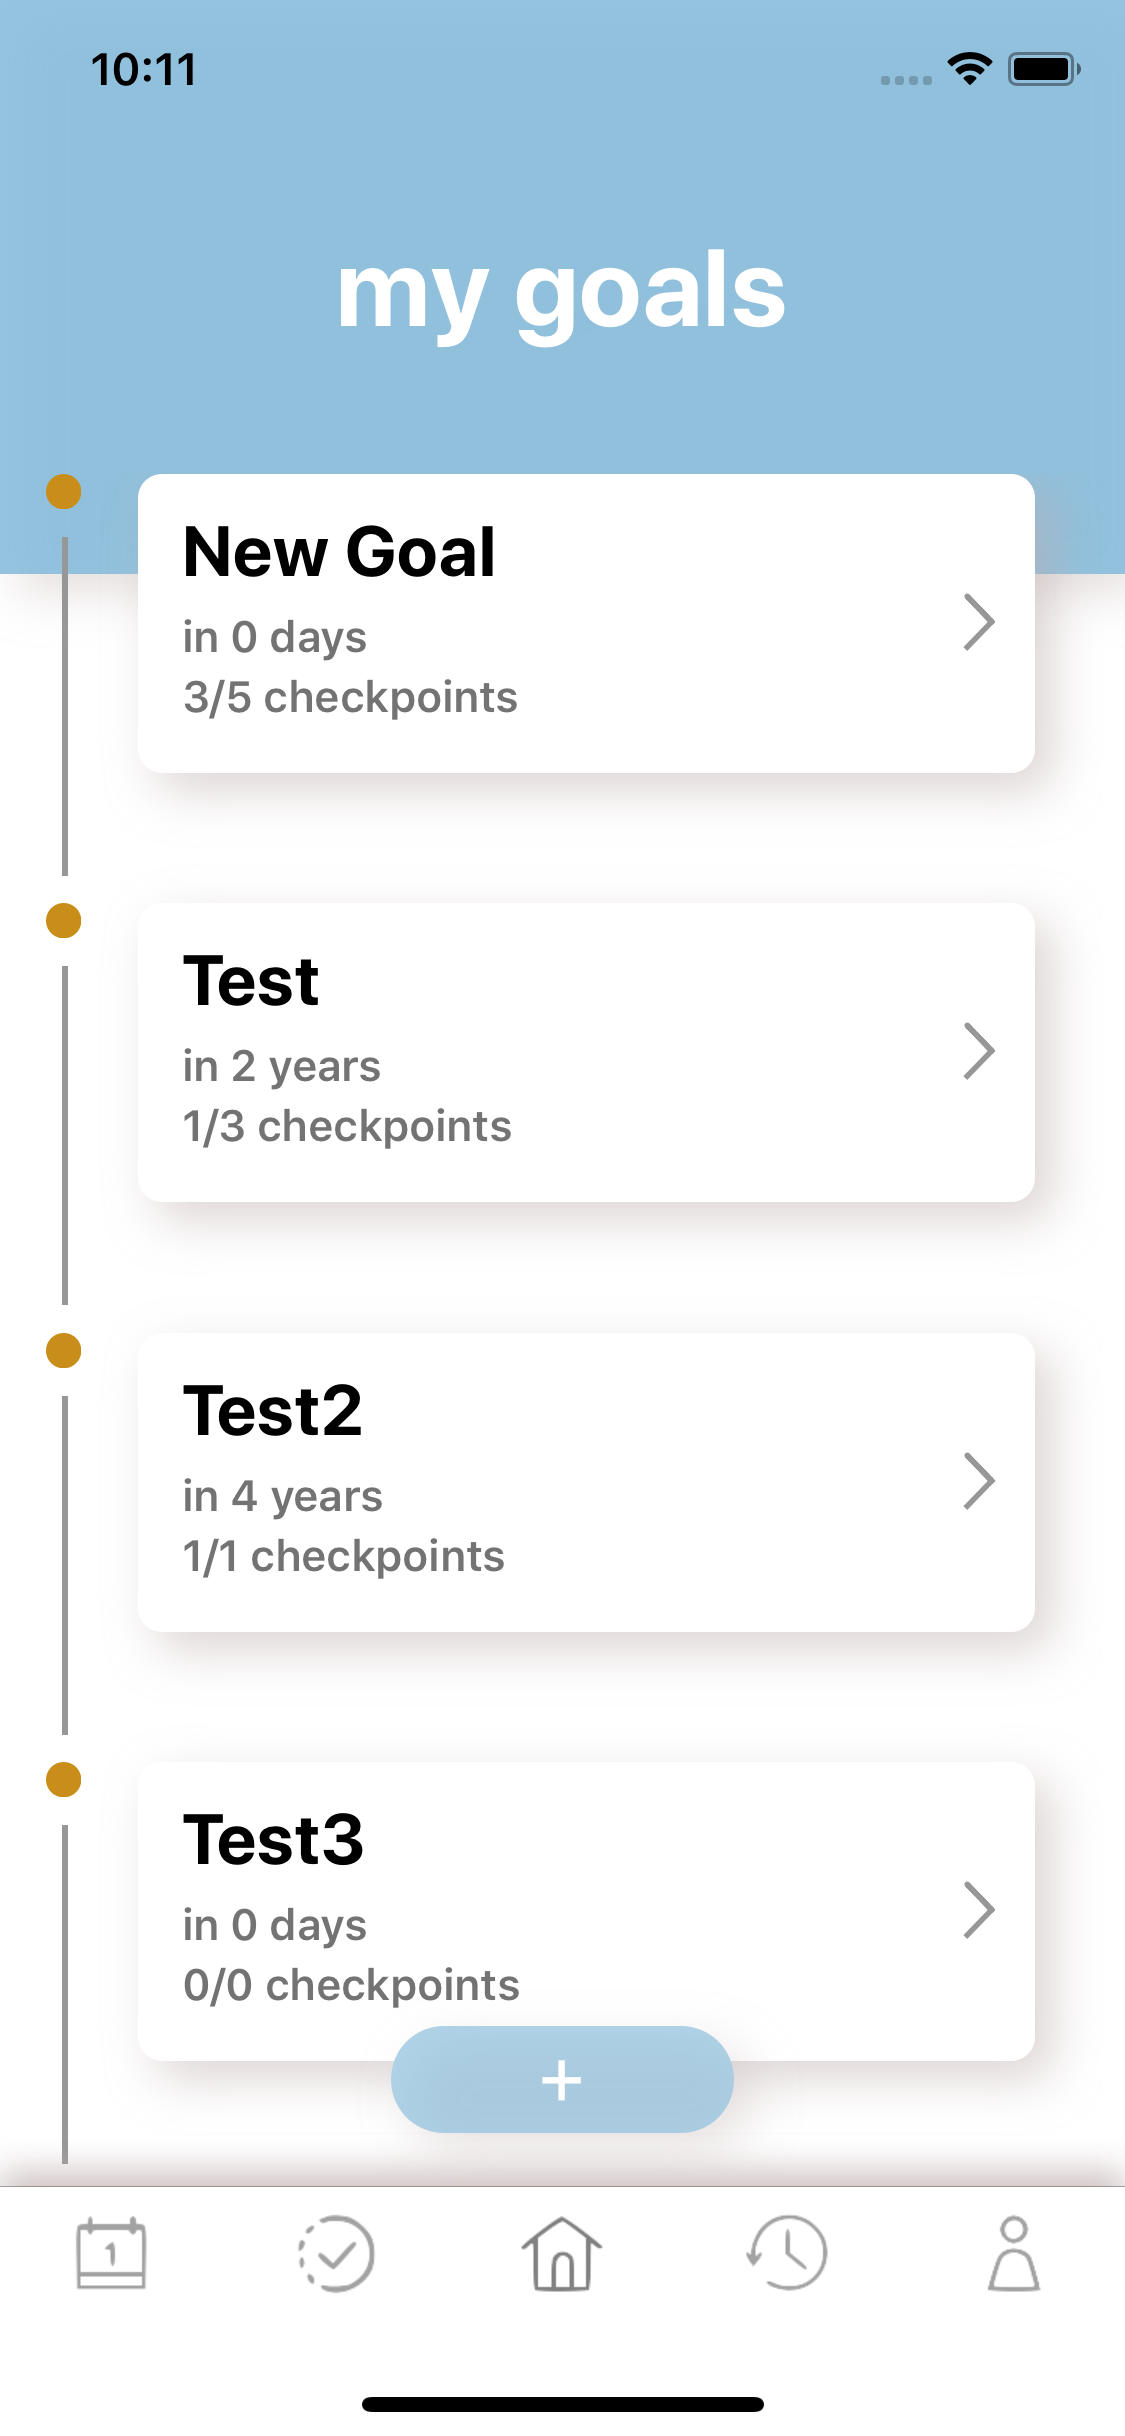 10:11
my goals
New Goal
in 0 days
3/5 checkpoints
Test
in 2 years
1/3 checkpoints
Test2
in 4 years
1/1 checkpoints
Test3
in 0 days
0/0 checkpoints
+
1